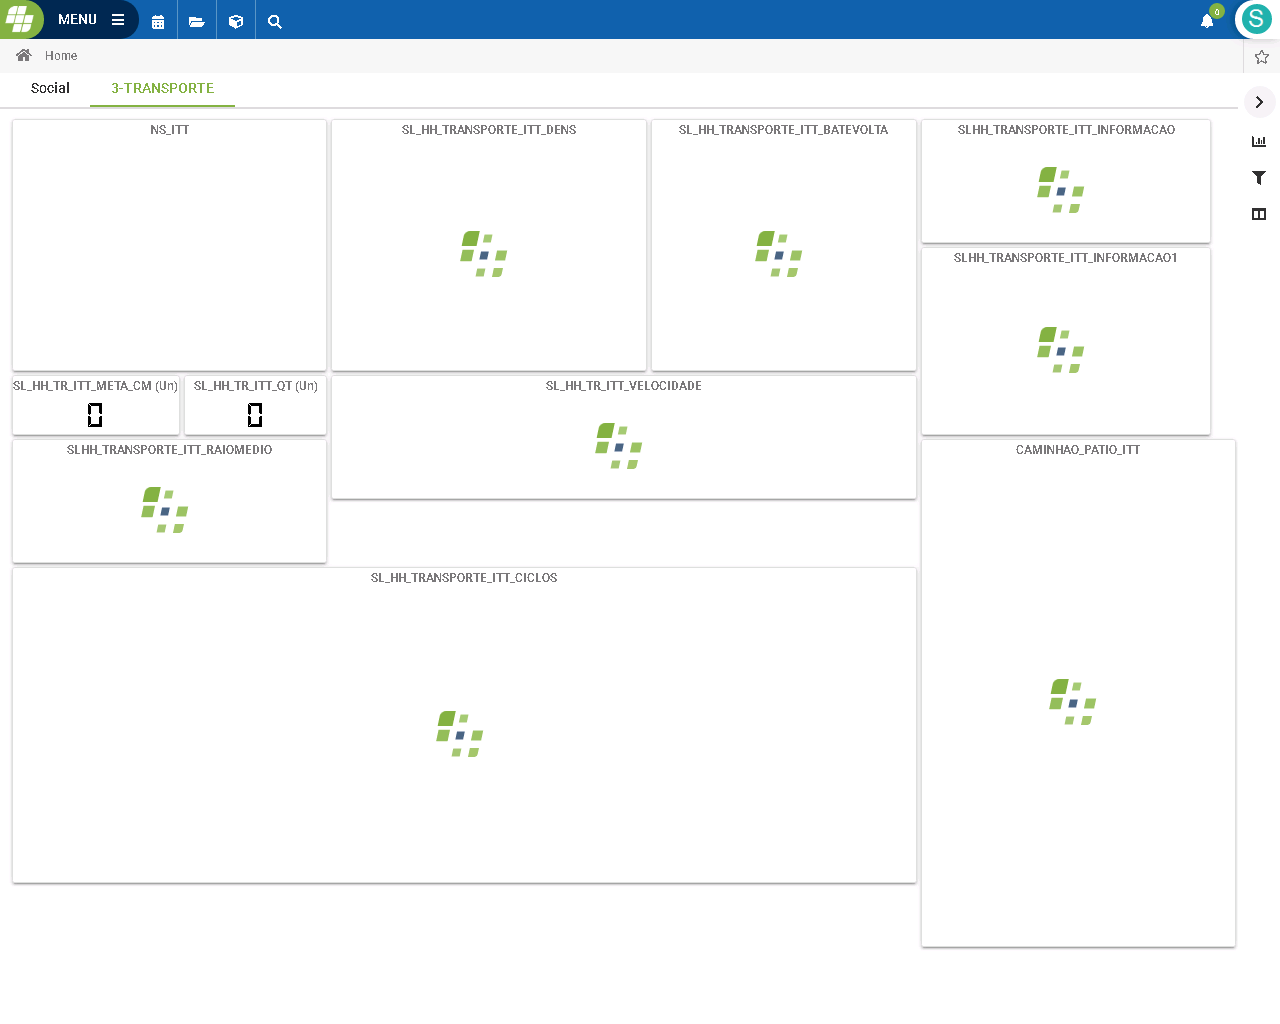 MENU
0
S
Home
Social
3-TRANSPORTE
NS_ITT
SL_HH_TRANSPORTE_ITT_DENS
SL_HH_TRANSPORTE_ITT_BATEVOLTA
SLHH_TRANSPORTE_ITT_INFORMACAO
SLHH_TRANSPORTE_ITT_INFORMACAO1
SL_HH_TR_ITT_META_CM (Un)
0
SL_HH_TR_ITT_QT (Un)
0
SL_HH_TR_ITT_VELOCIDADE
SLHH_TRANSPORTE_ITT_RAIOMEDIO
CAMINHAO_PATIO_ITT
SL_HH_TRANSPORTE_ITT_CICLOS